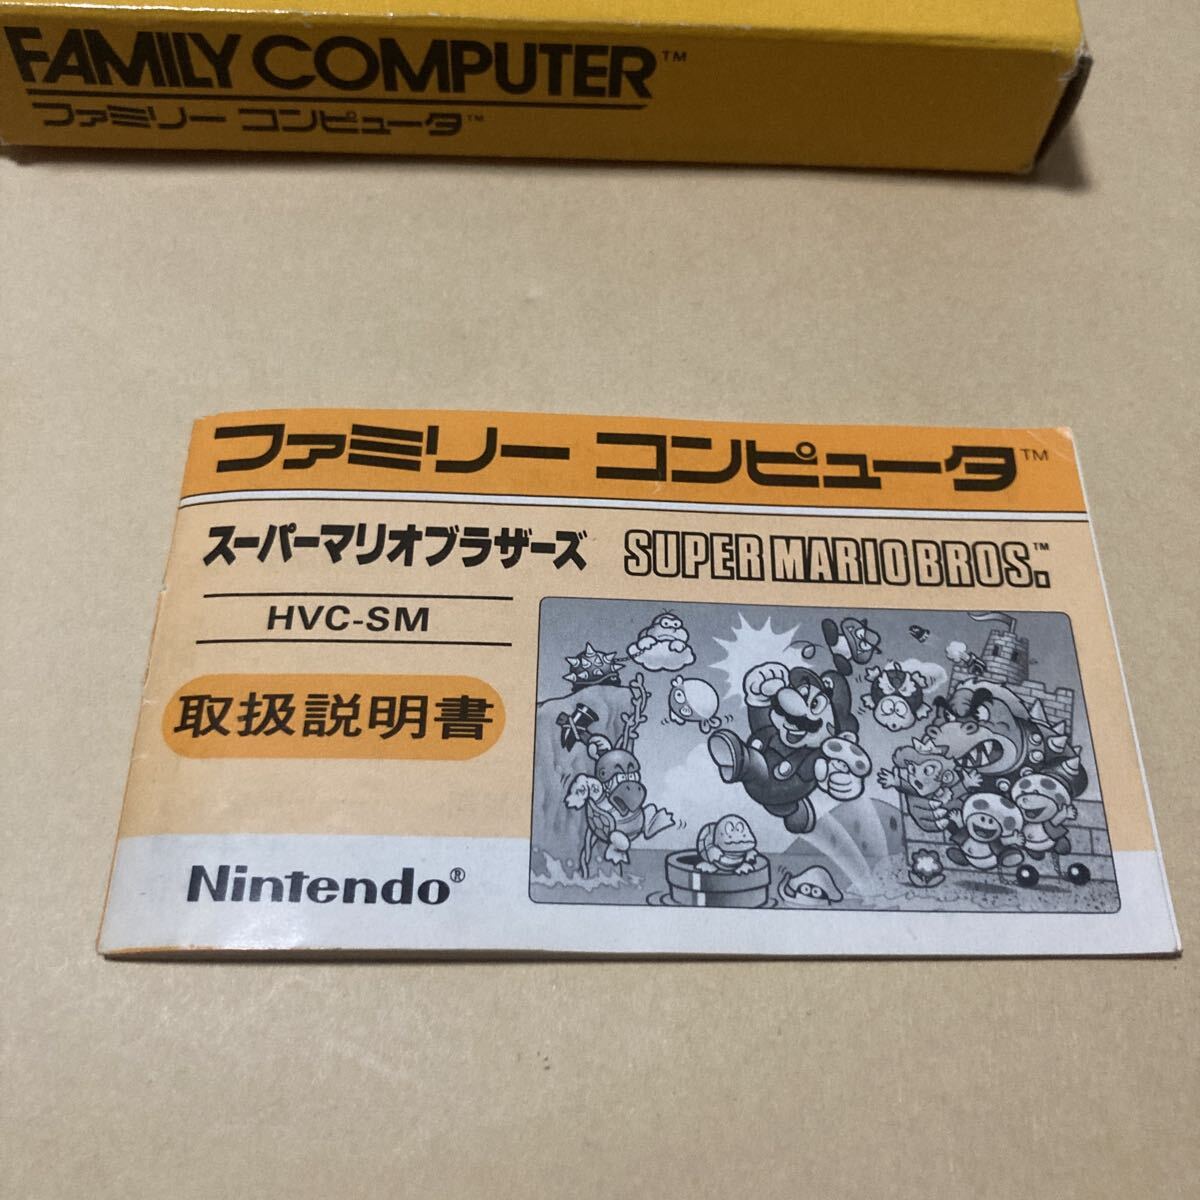 FAMILY COMPUTER™
ファミリー コンピュータ™
ファミリー コンピュータ™
スーパーマリオブラザーズ SUPER MARIO BROS.™
HVC-SM
取扱説明書
Nintendo®